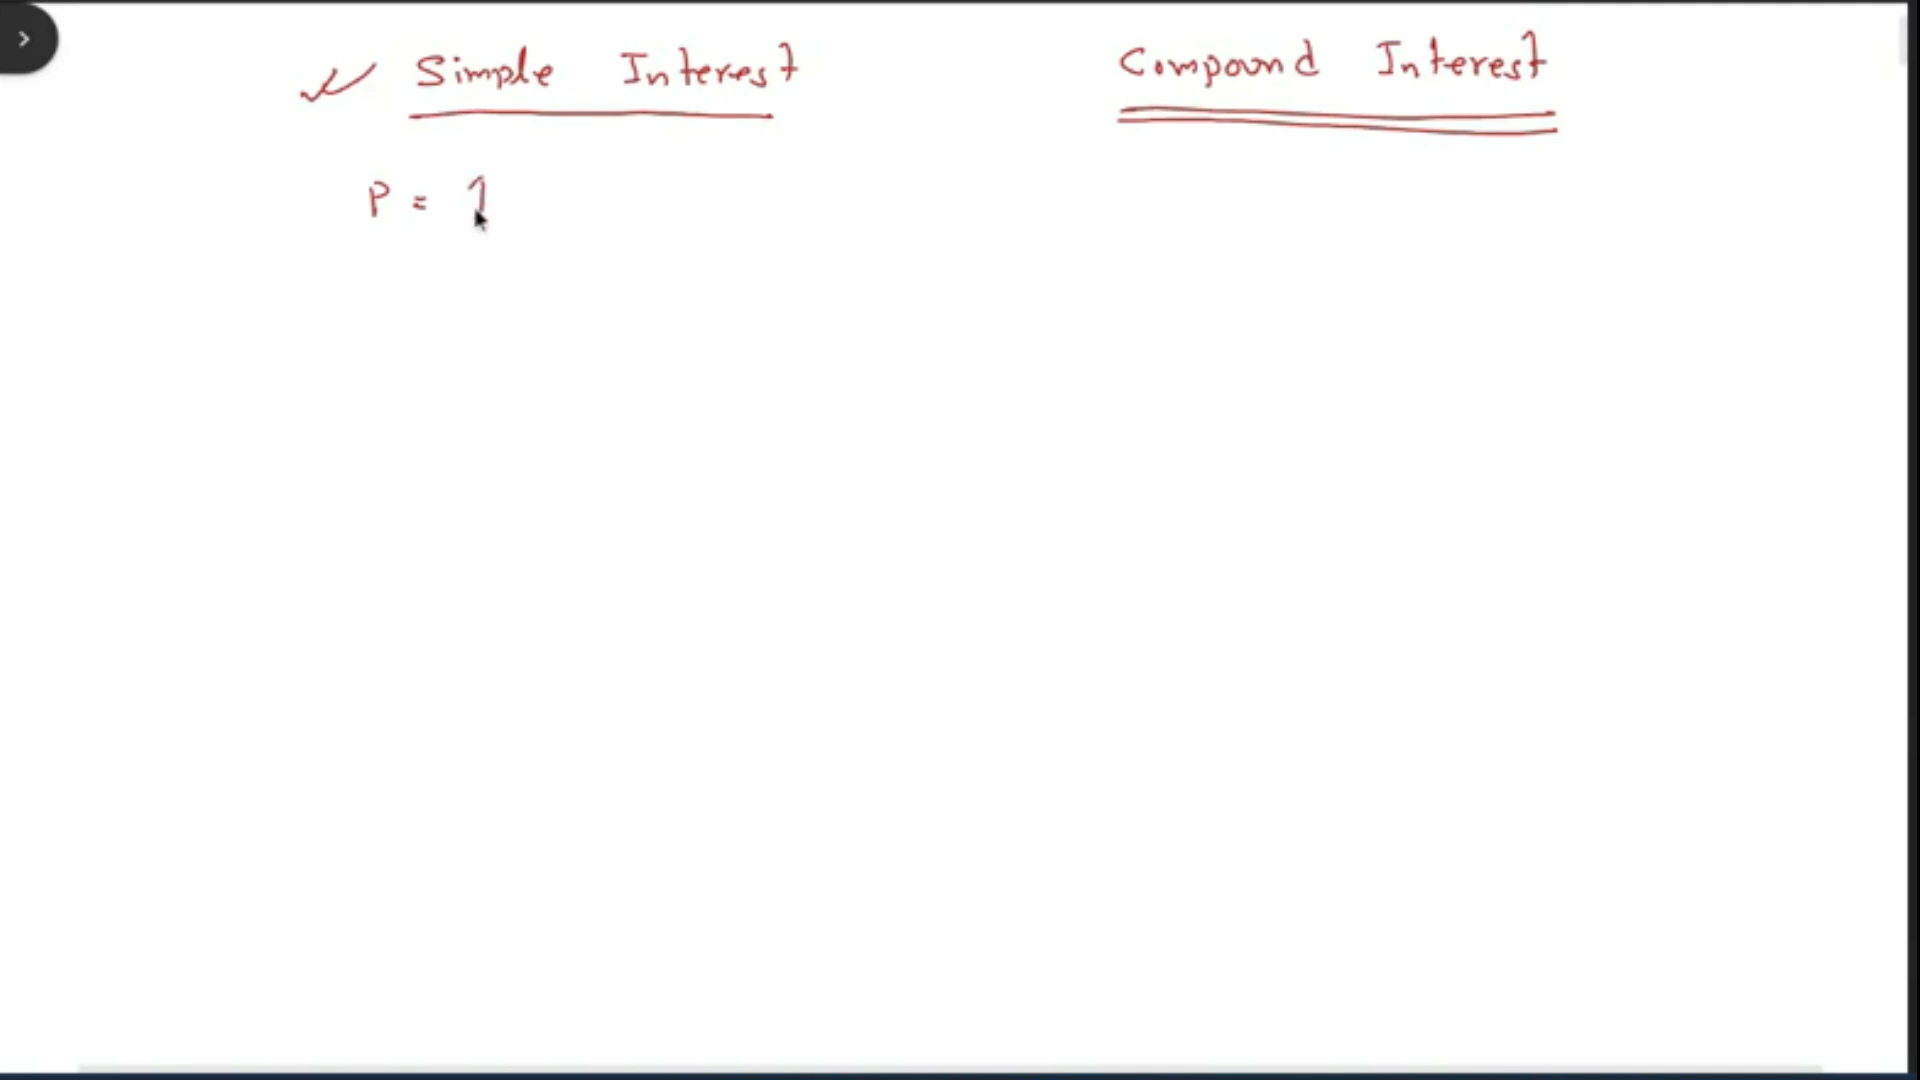 Simple Interest
Compound Interest
P = 1